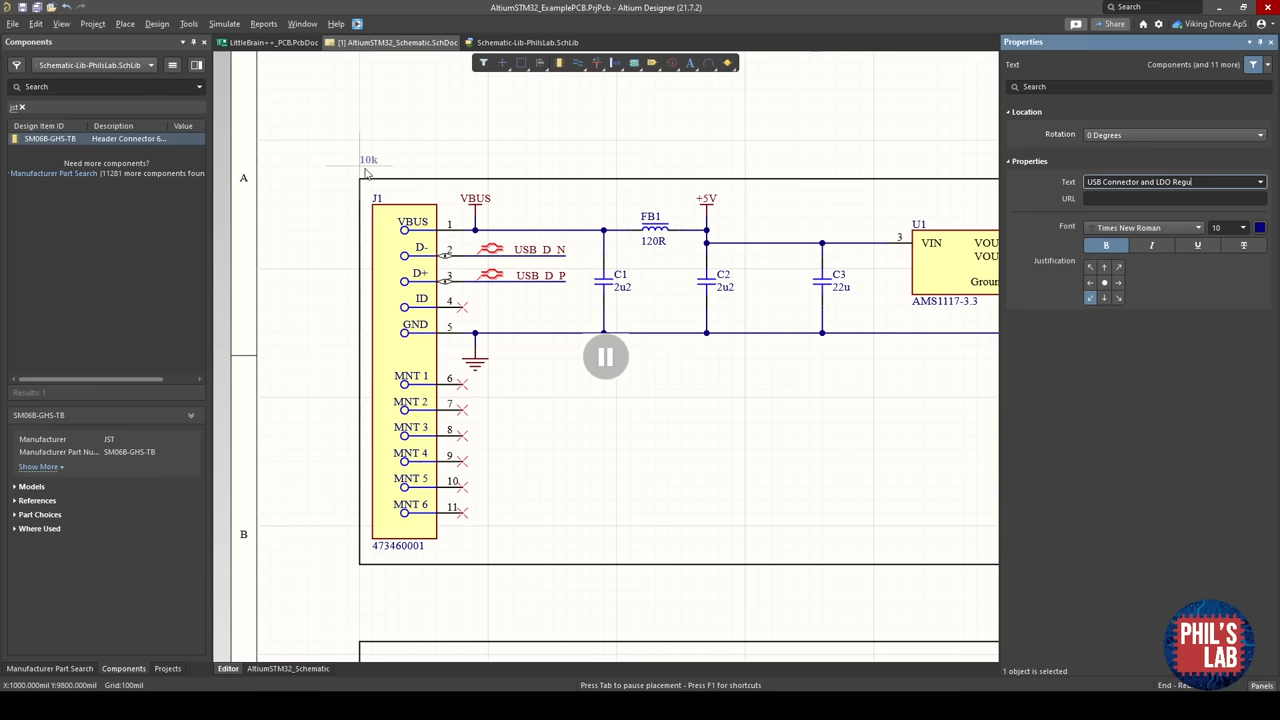 AltiumSTM32_ExamplePCB.PrjPcb - Altium Designer (21.7.2)
Search
File Edit View Project Place Design Tools Simulate Reports Window Help
Share
Viking Drone ApS
Components
LittleBrain++_PCB.PcbDoc
[1] AltiumSTM32_Schematic.SchDoc
Schematic-Lib-PhilsLab.SchLib
Properties
Schematic-Lib-PhilsLab.SchLib
Text
Components (and 11 more)
Search
Search
jst
Location
Design Item ID
Description
Value
Rotation
0 Degrees
SM06B-GHS-TB
Header Connector 6...
Need more components?
Manufacturer Part Search (11281 more components foun
Properties
Text
USB Connector and LDO Regu
URL
Font
Times New Roman
10
B I U T
Justification
10k
A
J1
VBUS
+5V
VBUS
1
FB1
120R
U1
D-
2
USB_D_N
3
VIN
VOU
VOU
D+
3
USB_D_P
C1
2u2
C2
2u2
C3
22u
Groun
AMS1117-3.3
ID
4
GND
5
MNT 1
6
MNT 2
7
MNT 3
8
MNT 4
9
MNT 5
10
MNT 6
11
B
473460001
Results: 1
SM06B-GHS-TB
Manufacturer
JST
Manufacturer Part Nu...
SM06B-GHS-TB
Show More
Models
References
Part Choices
Where Used
PHIL'S
LAB
Manufacturer Part Search
Components
Projects
Editor
AltiumSTM32_Schematic
1 object is selected
X:1000.000mil Y:9800.000mil Grid:100mil
Press Tab to pause placement - Press F1 for shortcuts
End - Re
Panels